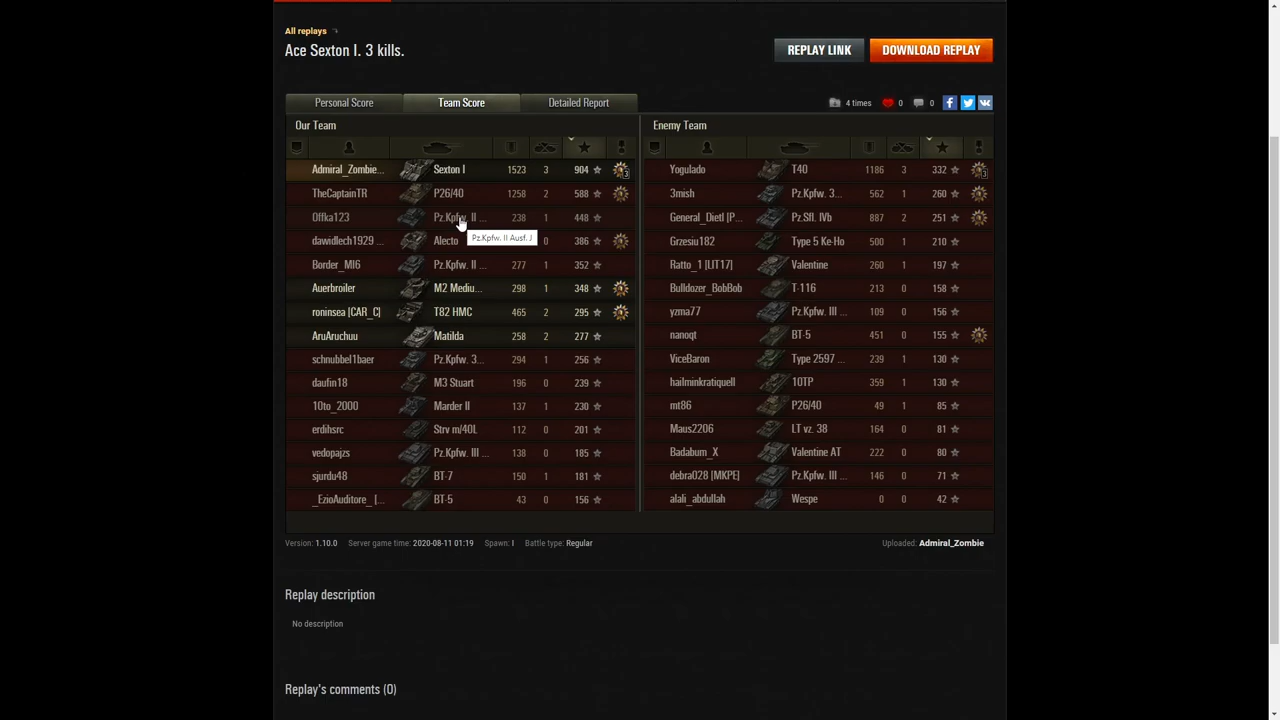 All replays
Ace Sexton I. 3 kills.
REPLAY LINK
DOWNLOAD REPLAY
Personal Score
Team Score
Detailed Report
4 times
0
0
Our Team
Enemy Team
Admiral_Zombie... Sexton I 1523 3 904 3
TheCaptainTR P26/40 1258 2 588
Offka123 Pz.Kpfw. II ... 238 1 448
Pz.Kpfw. II Ausf. J
dawidlech1929 ... Alecto 0 386
Border_MI6 Pz.Kpfw. II ... 277 1 352
Auerbroiler M2 Mediu... 298 1 348
roninsea [CAR_C] T82 HMC 465 2 295
AruAruchuu Matilda 258 2 277
schnubbel1baer Pz.Kpfw. 3... 294 1 256
daufin18 M3 Stuart 196 0 239
10to_2000 Marder II 137 1 230
erdihsrc Strv m/40L 112 0 201
vedopajzs Pz.Kpfw. III ... 138 0 185
sjurdu48 BT-7 150 1 181
_EzioAuditore_ [... BT-5 43 0 156
Yogulado T40 1186 3 332 3
3mish Pz.Kpfw. 3... 562 1 260
General_Dietl [P... Pz.Sfl. IVb 887 2 251
Grzesiu182 Type 5 Ke-Ho 500 1 210
Ratto_1 [LIT17] Valentine 260 1 197
Bulldozer_BobBob T-116 213 0 158
yzma77 Pz.Kpfw. III ... 109 0 156
nanoqt BT-5 451 0 155
ViceBaron Type 2597 ... 239 1 130
hailminkratiquell 10TP 359 1 130
mt86 P26/40 49 1 85
Maus2206 LT vz. 38 164 0 81
Badabum_X Valentine AT 222 0 80
debra028 [MKPE] Pz.Kpfw. III ... 146 0 71
alali_abdullah Wespe 0 0 42
Version: 1.10.0 Server game time: 2020-08-11 01:19 Spawn: I Battle type: Regular
Uploaded: Admiral_Zombie
Replay description
No description
Replay's comments (0)